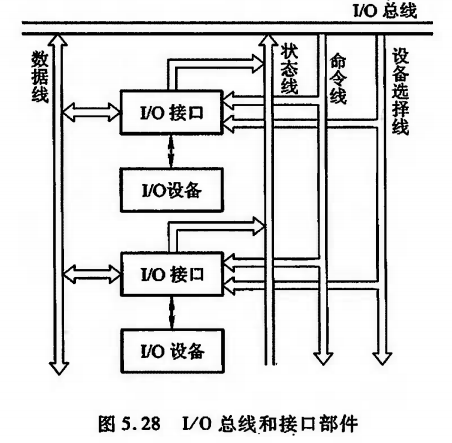 I/O 总线
数据线
状态线
命令线
设备选择线
I/O 接口
I/O设备
I/O 接口
I/O 设备
图 5.28 I/O 总线和接口部件